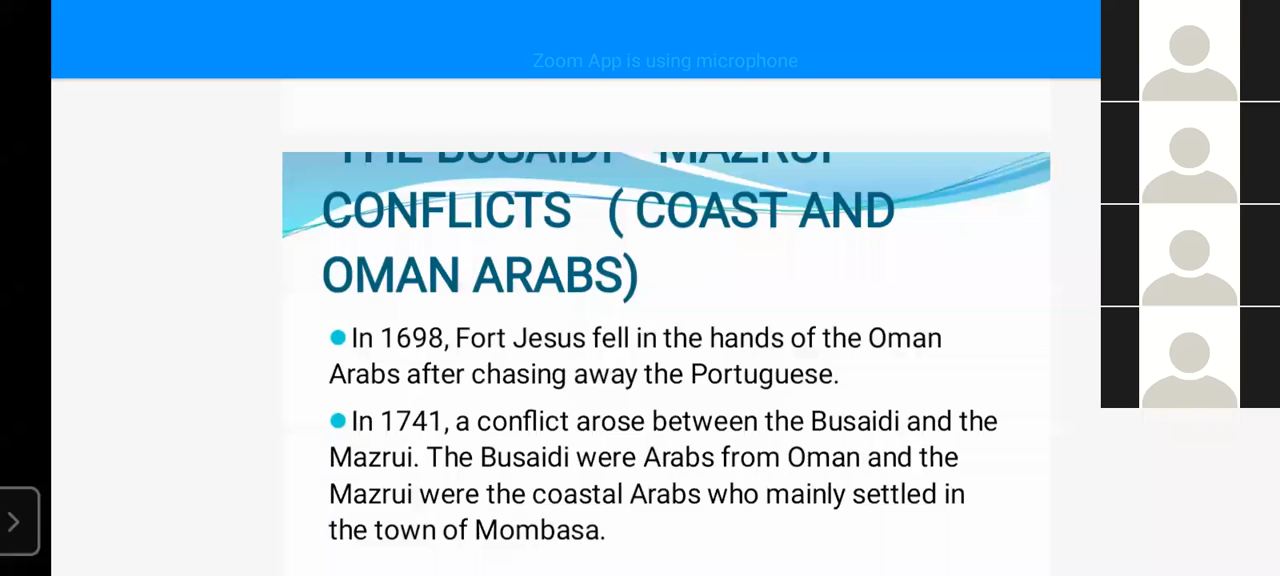 Zoom App is using microphone
THE BUSAIDI MAZRUI
CONFLICTS ( COAST AND
OMAN ARABS)
In 1698, Fort Jesus fell in the hands of the Oman
Arabs after chasing away the Portuguese.
In 1741, a conflict arose between the Busaidi and the
Mazrui. The Busaidi were Arabs from Oman and the
Mazrui were the coastal Arabs who mainly settled in
the town of Mombasa.